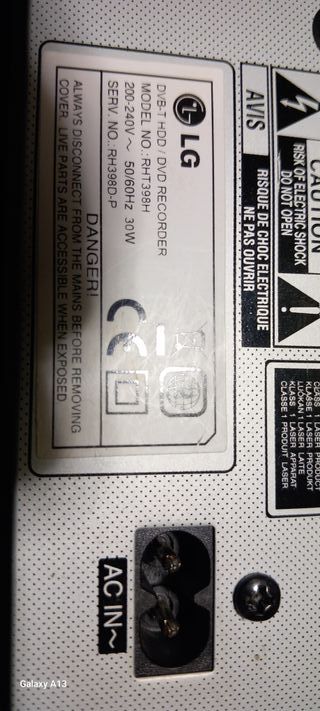 CAUTION
RISK OF ELECTRIC SHOCK
DO NOT OPEN
AVIS
RISQUE DE CHOC ELECTRIQUE
NE PAS OUVRIR
LG
DVB-T HDD / DVD RECORDER
MODEL NO.:RHT398H
200-240V～ 50/60Hz 30W
SERV. NO.:RH398D-P
DANGER!
ALWAYS DISCONNECT FROM THE MAINS BEFORE REMOVING
COVER LIVE PARTS ARE ACCESSIBLE WHEN EXPOSED
CE
CLASS 1 LASER PRODUCT
KLASSE 1 LASER PRODUKT
LUOKAN 1 LASER LAITE
KLASS 1 LASER APPARAT
CLASSE 1 PRODUIT LASER
AC IN～
Galaxy A13